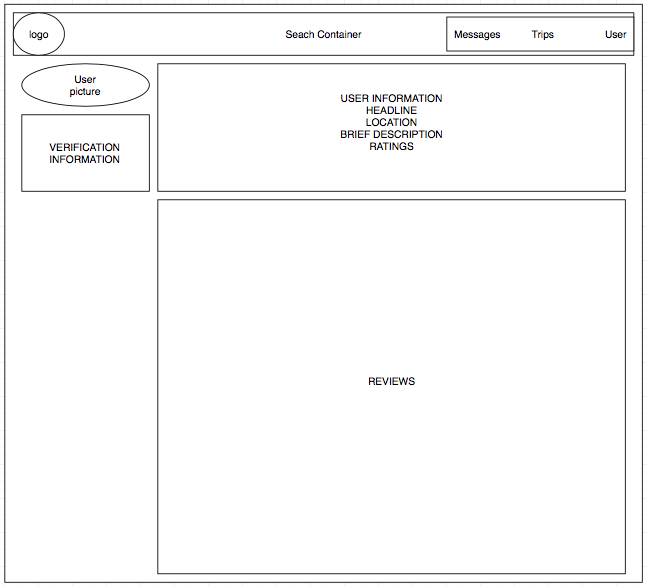 logo
Seach Container
Messages
Trips
User
User
picture
VERIFICATION
INFORMATION
USER INFORMATION
HEADLINE
LOCATION
BRIEF DESCRIPTION
RATINGS
REVIEWS